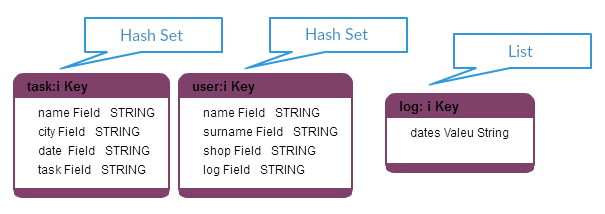 Hash Set
Hash Set
List
task:i Key
name Field STRING
city Field STRING
date Field STRING
task Field STRING
user:i Key
name Field STRING
surname Field STRING
shop Field STRING
log Field STRING
log: i Key
dates Valeu String